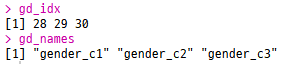 > gd_idx
[1] 28 29 30
> gd_names
[1] "gender_c1" "gender_c2" "gender_c3"